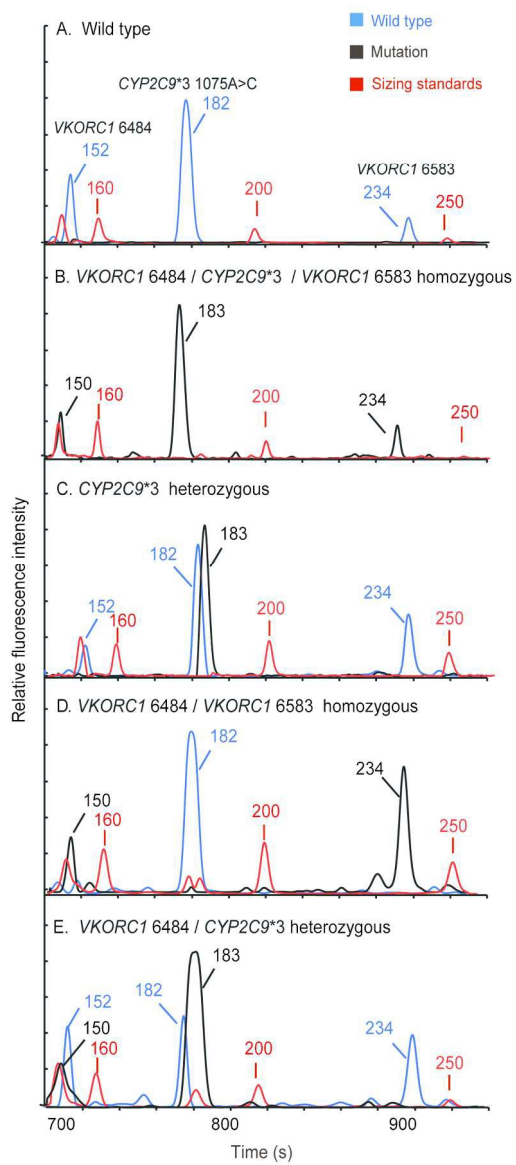 A. Wild type
Wild type
Mutation
Sizing standards
CYP2C9*3 1075A>C
182
VKORC1 6484
152
160
200
VKORC1 6583
234
250
B. VKORC1 6484 / CYP2C9*3 / VKORC1 6583 homozygous
183
150
160
200
234
250
C. CYP2C9*3 heterozygous
182
183
152
160
200
234
250
D. VKORC1 6484 / VKORC1 6583 homozygous
182
150
160
200
234
250
E. VKORC1 6484 / CYP2C9*3 heterozygous
183
152
182
150
160
200
234
250
Relative fluorescence intensity
700
800
900
Time (s)